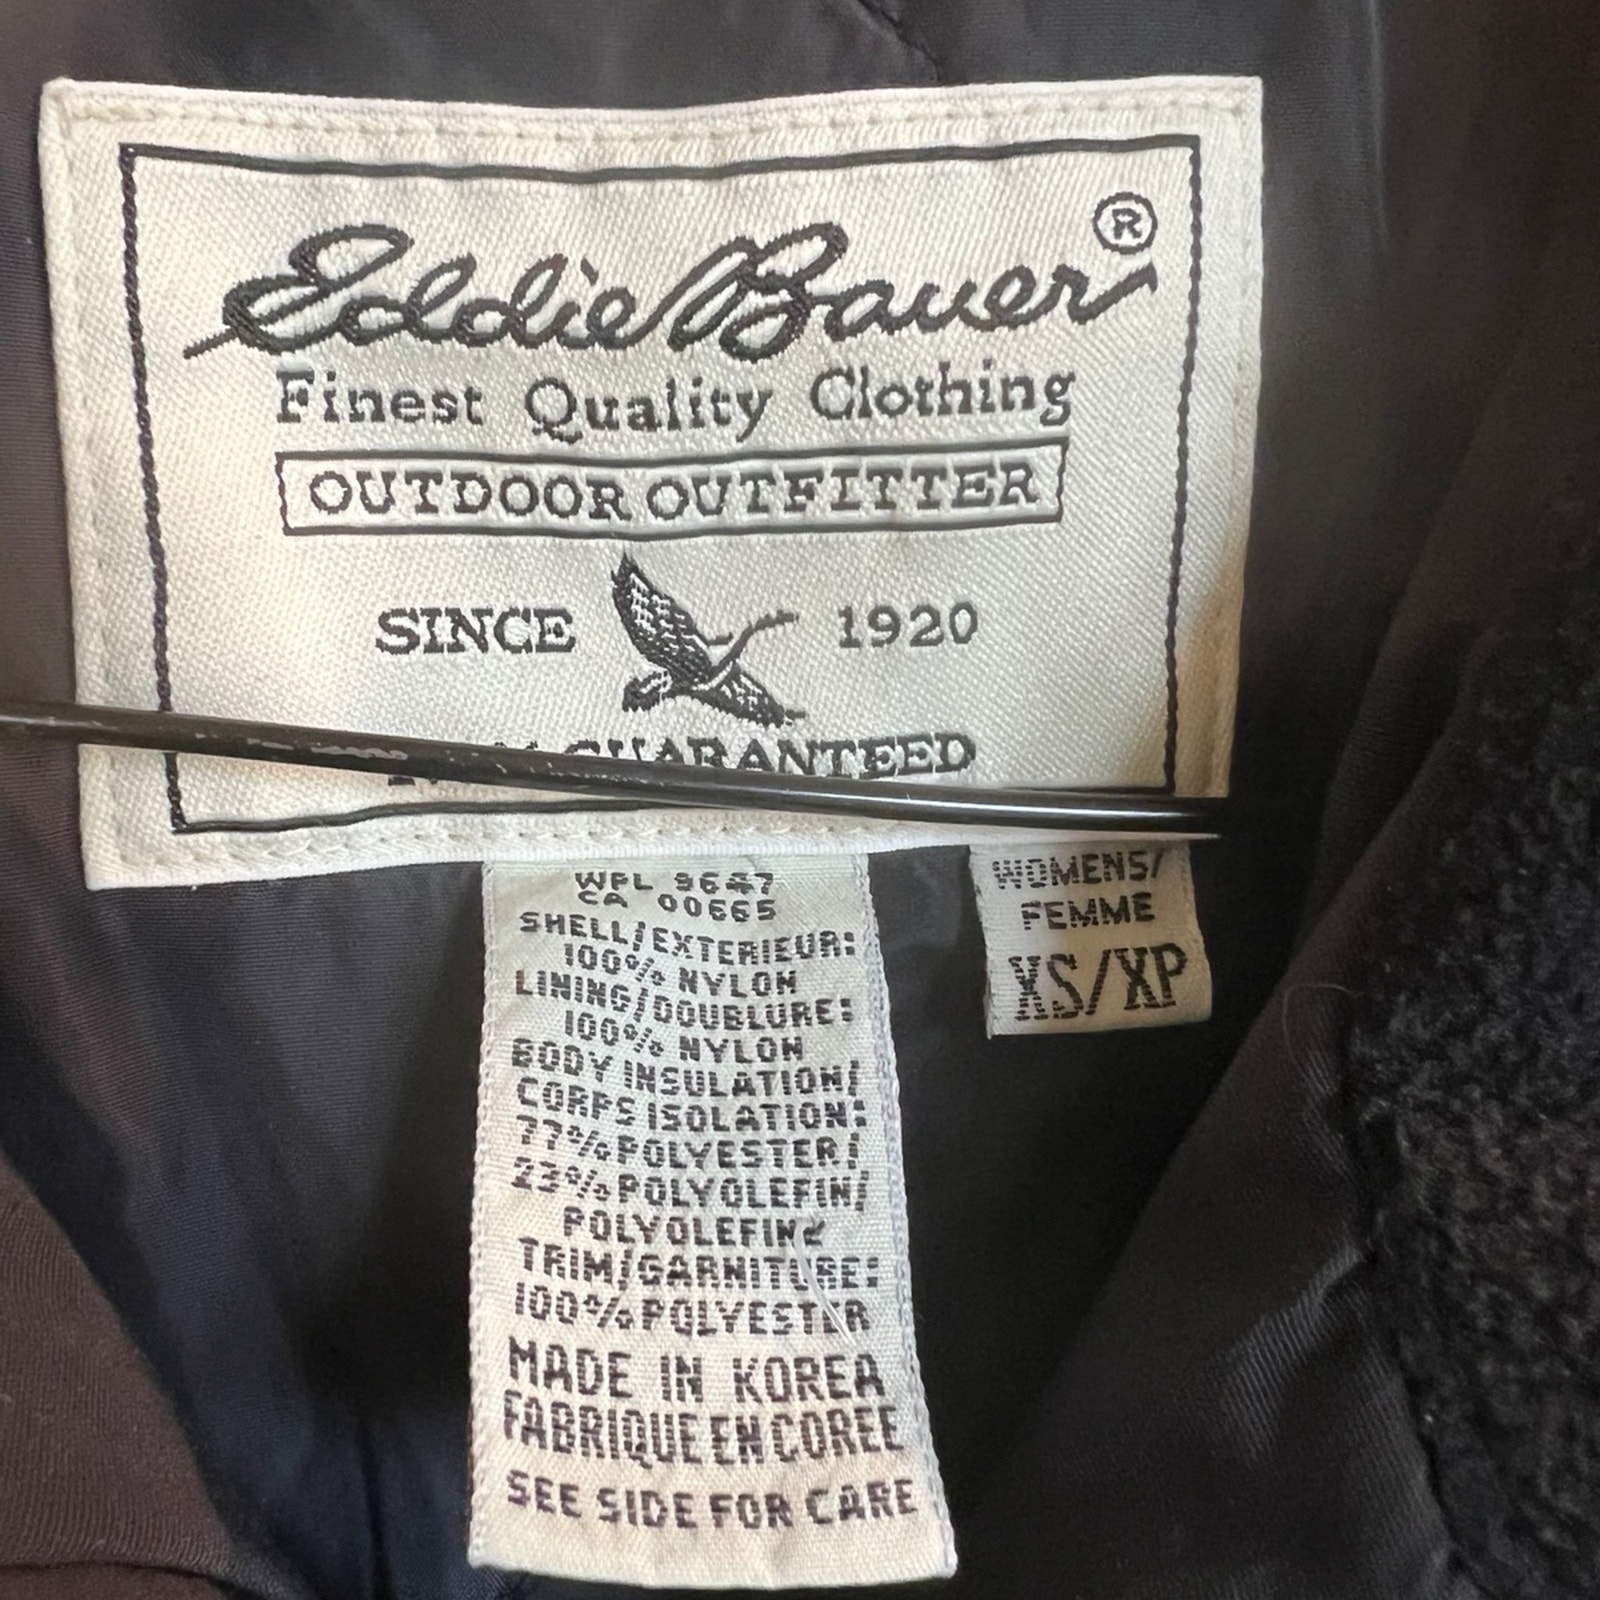 Eddie Bauer®
Finest Quality Clothing
OUTDOOR OUTFITTER
SINCE 1920
GUARANTEED
WPL 9647
CA 00665
SHELL/EXTERIEUR:
100% NYLON
LINING/DOUBLURE:
100% NYLON
BODY INSULATION/
CORPS ISOLATION:
77% POLYESTER/
23% POLYOLEFIN/
POLYOLEFINE
TRIM/GARNITURE:
100% POLYESTER
MADE IN KOREA
FABRIQUE EN COREE
SEE SIDE FOR CARE
WOMENS/
FEMME
XS/XP